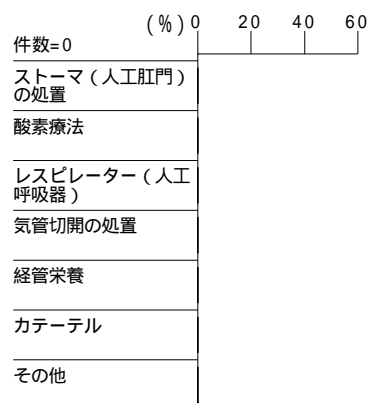 (%) 0 20 40 60
件数=0
ストーマ(人工肛門)
の処置
酸素療法
レスピレーター(人工
呼吸器)
気管切開の処置
経管栄養
カテーテル
その他